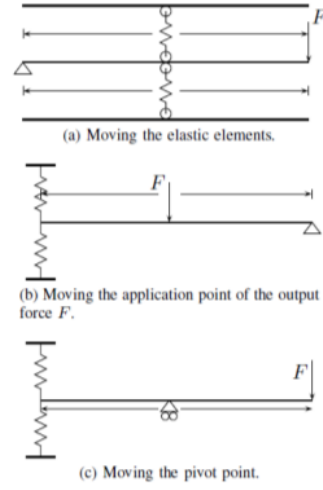 F
(a) Moving the elastic elements.
F
(b) Moving the application point of the output
force F.
F
(c) Moving the pivot point.